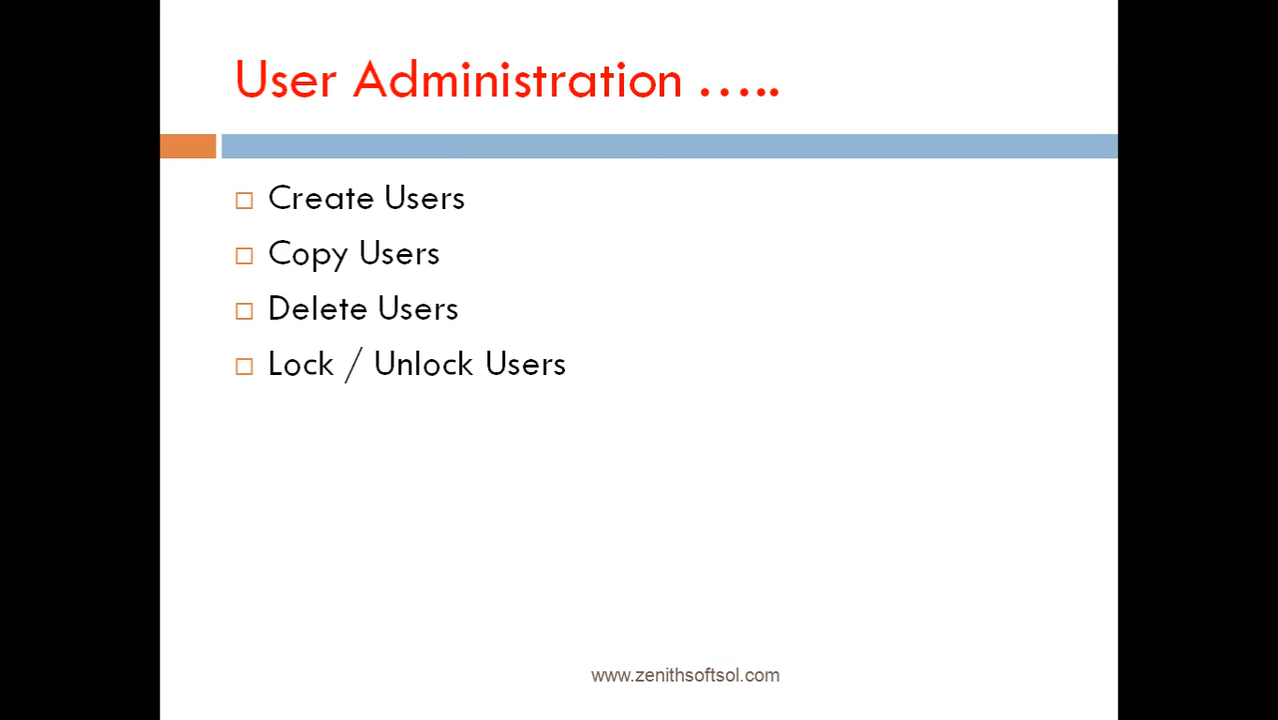 User Administration …..
Create Users
Copy Users
Delete Users
Lock / Unlock Users
www.zenithsoftsol.com